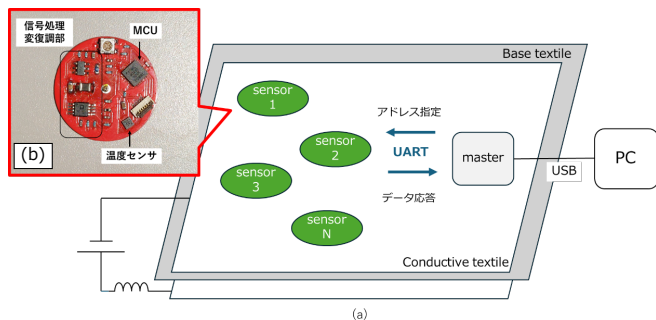 信号処理
変復調部
MCU
温度センサ
(b)
Base textile
sensor
1
sensor
2
sensor
3
sensor
N
アドレス指定
UART
データ応答
master
USB
PC
Conductive textile
(a)